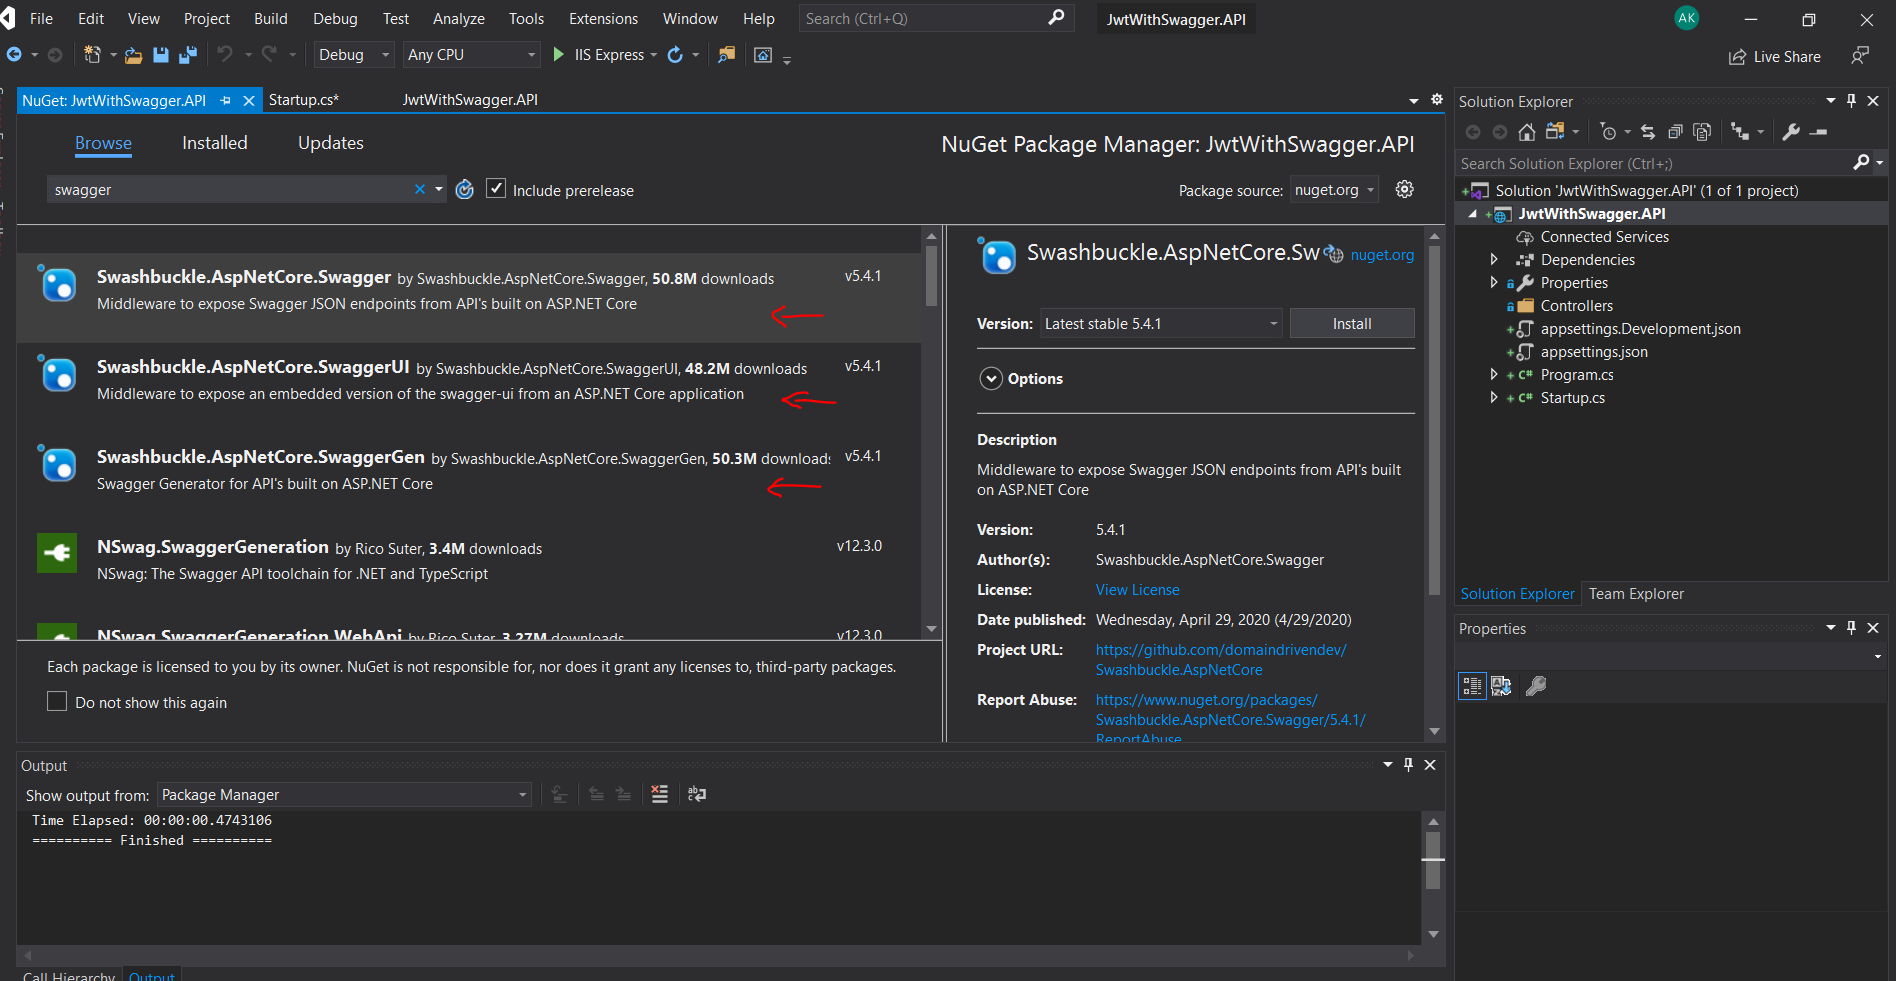 File Edit View Project Build Debug Test Analyze Tools Extensions Window Help Search (Ctrl+Q) JwtWithSwagger.API AK
Debug Any CPU IIS Express Live Share
NuGet: JwtWithSwagger.API Startup.cs* JwtWithSwagger.API
Browse Installed Updates NuGet Package Manager: JwtWithSwagger.API
swagger Include prerelease Package source: nuget.org
Swashbuckle.AspNetCore.Swagger by Swashbuckle.AspNetCore.Swagger, 50.8M downloads v5.4.1
Middleware to expose Swagger JSON endpoints from API's built on ASP.NET Core
Swashbuckle.AspNetCore.SwaggerUI by Swashbuckle.AspNetCore.SwaggerUI, 48.2M downloads v5.4.1
Middleware to expose an embedded version of the swagger-ui from an ASP.NET Core application
Swashbuckle.AspNetCore.SwaggerGen by Swashbuckle.AspNetCore.SwaggerGen, 50.3M downloads v5.4.1
Swagger Generator for API's built on ASP.NET Core
NSwag.SwaggerGeneration by Rico Suter, 3.4M downloads v12.3.0
NSwag: The Swagger API toolchain for .NET and TypeScript
NSwag.SwaggerGeneration.WebApi by Rico Suter, 3.27M downloads v12.3.0
Each package is licensed to you by its owner. NuGet is not responsible for, nor does it grant any licenses to, third-party packages.
Do not show this again
Swashbuckle.AspNetCore.Sw nuget.org
Version: Latest stable 5.4.1 Install
Options
Description
Middleware to expose Swagger JSON endpoints from API's built
on ASP.NET Core
Version: 5.4.1
Author(s): Swashbuckle.AspNetCore.Swagger
License: View License
Date published: Wednesday, April 29, 2020 (4/29/2020)
Project URL: https://github.com/domaindrivendev/
Swashbuckle.AspNetCore
Report Abuse: https://www.nuget.org/packages/
Swashbuckle.AspNetCore.Swagger/5.4.1/
ReportAbuse
Output
Show output from: Package Manager
Time Elapsed: 00:00:00.4743106
========== Finished ==========
Call Hierarchy Output
Solution Explorer
Search Solution Explorer (Ctrl+;)
Solution 'JwtWithSwagger.API' (1 of 1 project)
JwtWithSwagger.API
Connected Services
Dependencies
Properties
Controllers
appsettings.Development.json
appsettings.json
C# Program.cs
C# Startup.cs
Solution Explorer Team Explorer
Properties